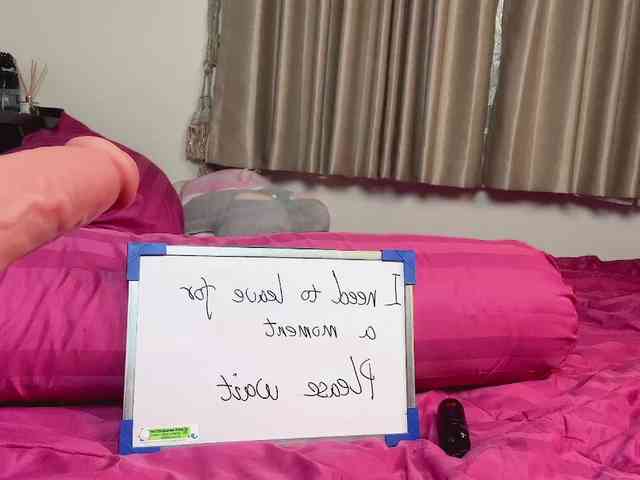 I need to leave for
a moment
Please wait